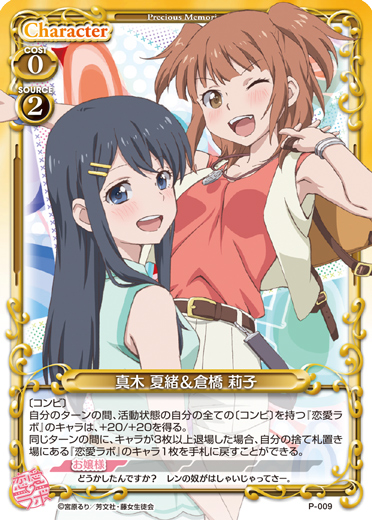 Precious Memories
Character
COST
0
SOURCE
2
真木 夏緒&倉橋 莉子
［コンビ］
自分のターンの間、活動状態の自分の全ての［コンビ］を持つ『恋愛ラ
ボ』のキャラは、+20/+20を得る。
同じターンの間に、キャラが3枚以上退場した場合、自分の捨て札置き
場にある『恋愛ラボ』のキャラ1枚を手札に戻すことができる。
お嬢様
どうかしたんですか？　レンの奴がはしゃいじゃってさー。
恋愛ラボ
©宮原るり／芳文社・藤女生徒会
P-009